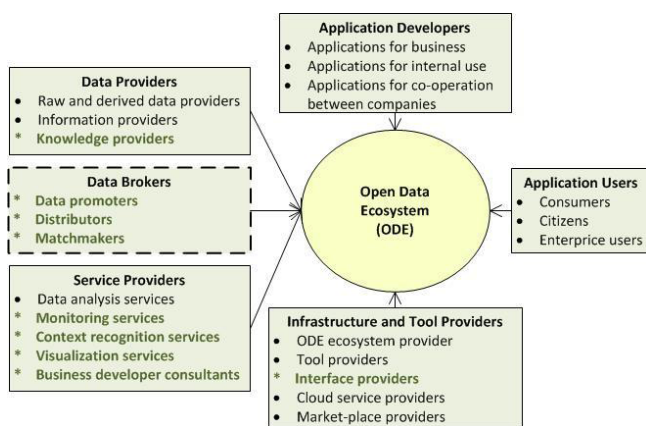 Application Developers
• Applications for business
• Applications for internal use
• Applications for co-operation
between companies
Data Providers
• Raw and derived data providers
• Information providers
* Knowledge providers
Data Brokers
* Data promoters
* Distributors
* Matchmakers
Service Providers
• Data analysis services
* Monitoring services
* Context recognition services
* Visualization services
* Business developer consultants
Open Data
Ecosystem
(ODE)
Application Users
• Consumers
• Citizens
• Enterprice users
Infrastructure and Tool Providers
• ODE ecosystem provider
• Tool providers
* Interface providers
• Cloud service providers
• Market-place providers